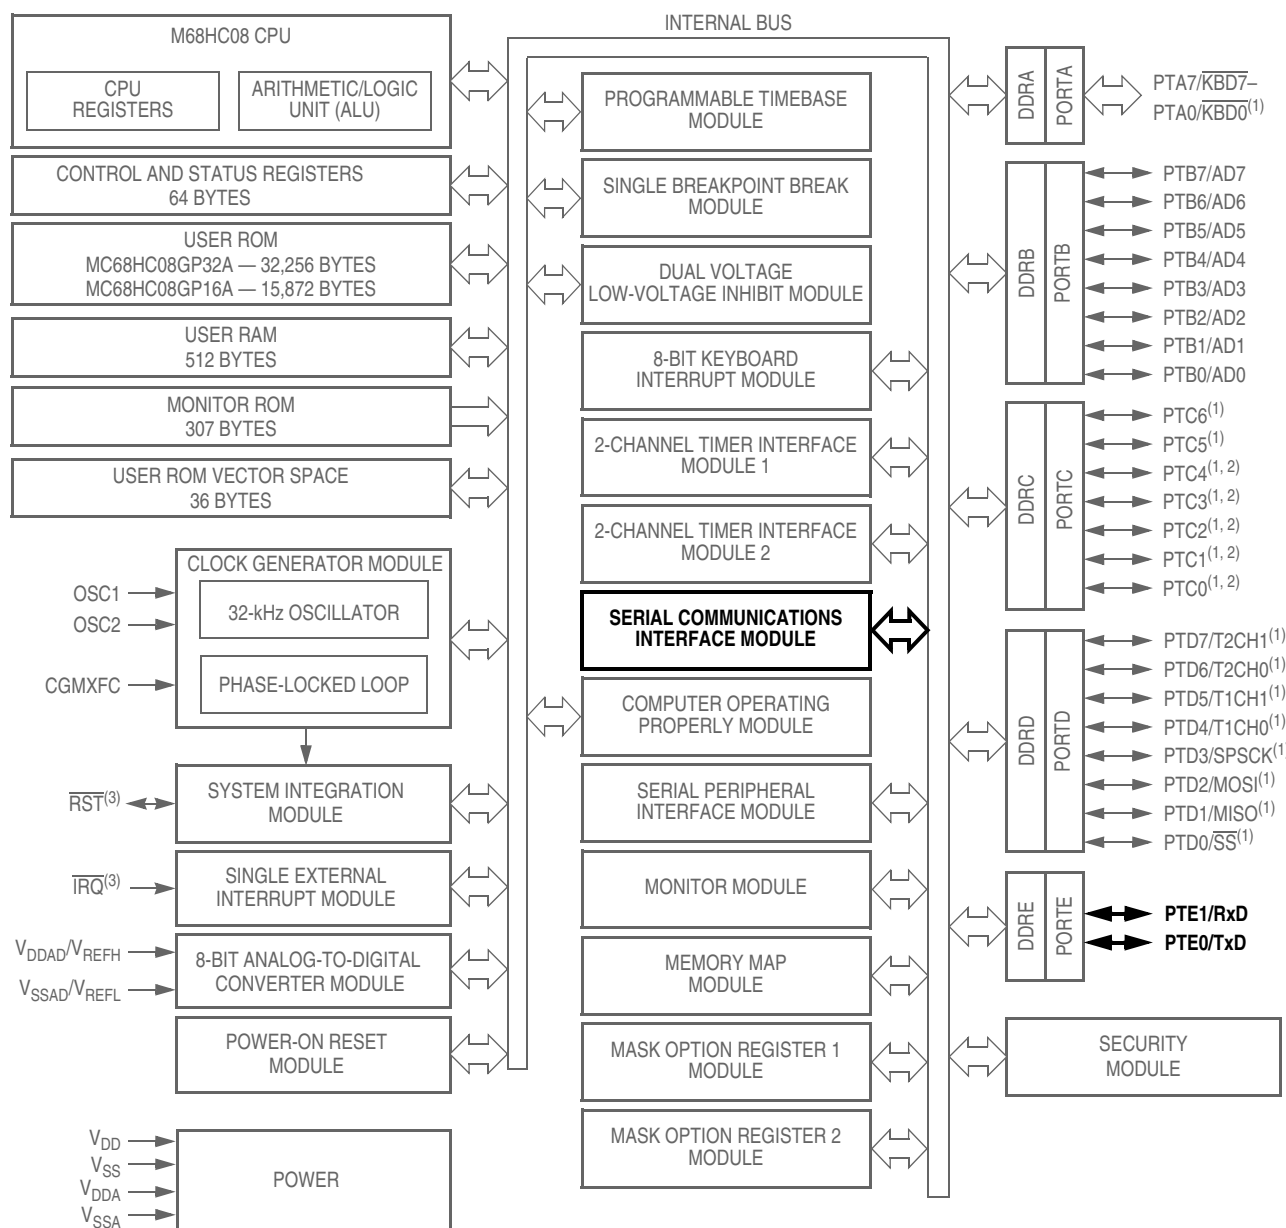 INTERNAL BUS
M68HC08 CPU
CPU
REGISTERS
ARITHMETIC/LOGIC
UNIT (ALU)
CONTROL AND STATUS REGISTERS
64 BYTES
USER ROM
MC68HC08GP32A — 32,256 BYTES
MC68HC08GP16A — 15,872 BYTES
USER RAM
512 BYTES
MONITOR ROM
307 BYTES
USER ROM VECTOR SPACE
36 BYTES
CLOCK GENERATOR MODULE
32-kHz OSCILLATOR
PHASE-LOCKED LOOP
OSC1
OSC2
CGMXFC
SYSTEM INTEGRATION
MODULE
RST(3)
SINGLE EXTERNAL
INTERRUPT MODULE
IRQ(3)
8-BIT ANALOG-TO-DIGITAL
CONVERTER MODULE
VDDAD/VREFH
VSSAD/VREFL
POWER-ON RESET
MODULE
POWER
VDD
VSS
VDDA
VSSA
PROGRAMMABLE TIMEBASE
MODULE
SINGLE BREAKPOINT BREAK
MODULE
DUAL VOLTAGE
LOW-VOLTAGE INHIBIT MODULE
8-BIT KEYBOARD
INTERRUPT MODULE
2-CHANNEL TIMER INTERFACE
MODULE 1
2-CHANNEL TIMER INTERFACE
MODULE 2
SERIAL COMMUNICATIONS
INTERFACE MODULE
COMPUTER OPERATING
PROPERLY MODULE
SERIAL PERIPHERAL
INTERFACE MODULE
MONITOR MODULE
MEMORY MAP
MODULE
MASK OPTION REGISTER 1
MODULE
MASK OPTION REGISTER 2
MODULE
DDRA
PORTA
PTA7/KBD7–
PTA0/KBD0(1)
DDRB
PORTB
PTB7/AD7
PTB6/AD6
PTB5/AD5
PTB4/AD4
PTB3/AD3
PTB2/AD2
PTB1/AD1
PTB0/AD0
DDRC
PORTC
PTC6(1)
PTC5(1)
PTC4(1, 2)
PTC3(1, 2)
PTC2(1, 2)
PTC1(1, 2)
PTC0(1, 2)
DDRD
PORTD
PTD7/T2CH1(1)
PTD6/T2CH0(1)
PTD5/T1CH1(1)
PTD4/T1CH0(1)
PTD3/SPSCK(1
PTD2/MOSI(1)
PTD1/MISO(1)
PTD0/SS(1)
DDRE
PORTE
PTE1/RxD
PTE0/TxD
SECURITY
MODULE